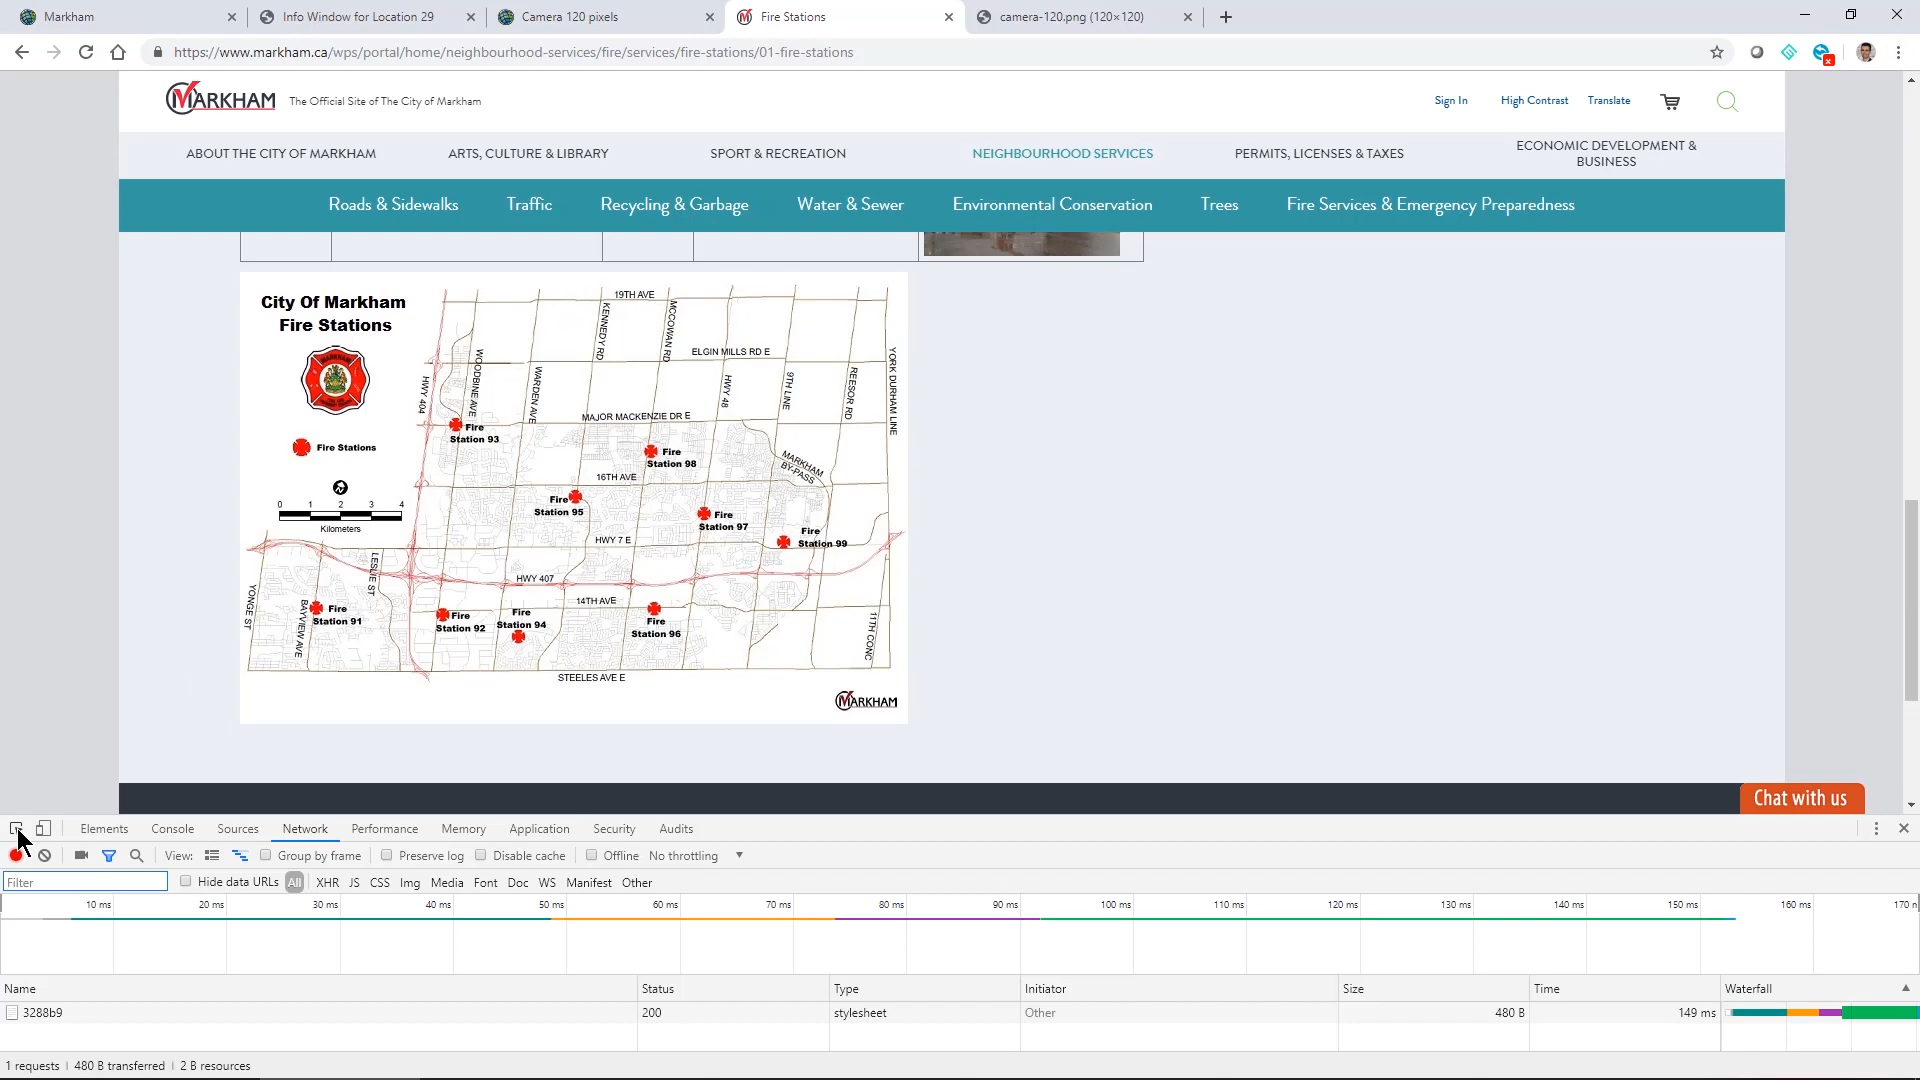 Markham
Info Window for Location 29
Camera 120 pixels
Fire Stations
camera-120.png (120×120)
https://www.markham.ca/wps/portal/home/neighbourhood-services/fire/services/fire-stations/01-fire-stations
MARKHAM The Official Site of The City of Markham
Sign In High Contrast Translate
ABOUT THE CITY OF MARKHAM ARTS, CULTURE & LIBRARY SPORT & RECREATION NEIGHBOURHOOD SERVICES PERMITS, LICENSES & TAXES ECONOMIC DEVELOPMENT &
BUSINESS
Roads & Sidewalks Traffic Recycling & Garbage Water & Sewer Environmental Conservation Trees Fire Services & Emergency Preparedness
City Of Markham
Fire Stations
Fire Stations
0 1 2 3 4
Kilometers
19TH AVE
KENNEDY RD
MCCOWAN RD
ELGIN MILLS RD E
WOODBINE AVE
WARDEN AVE
HWY 404
HWY 48
9TH LINE
REESOR RD
YORK DURHAM LINE
MAJOR MACKENZIE DR E
Fire
Station 93
Fire
Station 98
MARKHAM
BY-PASS
16TH AVE
Fire
Station 95
Fire
Station 97
Fire
Station 99
HWY 7 E
LESLIE ST
HWY 407
YONGE ST
BAYVIEW AVE
14TH AVE
Fire
Station 91
Fire
Station 92
Fire
Station 94
Fire
Station 96
11TH CONC
STEELES AVE E
MARKHAM
Chat with us
Elements Console Sources Network Performance Memory Application Security Audits
View: Group by frame Preserve log Disable cache Offline No throttling
Filter Hide data URLs All XHR JS CSS Img Media Font Doc WS Manifest Other
10 ms 20 ms 30 ms 40 ms 50 ms 60 ms 70 ms 80 ms 90 ms 100 ms 110 ms 120 ms 130 ms 140 ms 150 ms 160 ms 170 n
Name Status Type Initiator Size Time Waterfall
3288b9 200 stylesheet Other 480 B 149 ms
1 requests | 480 B transferred | 2 B resources